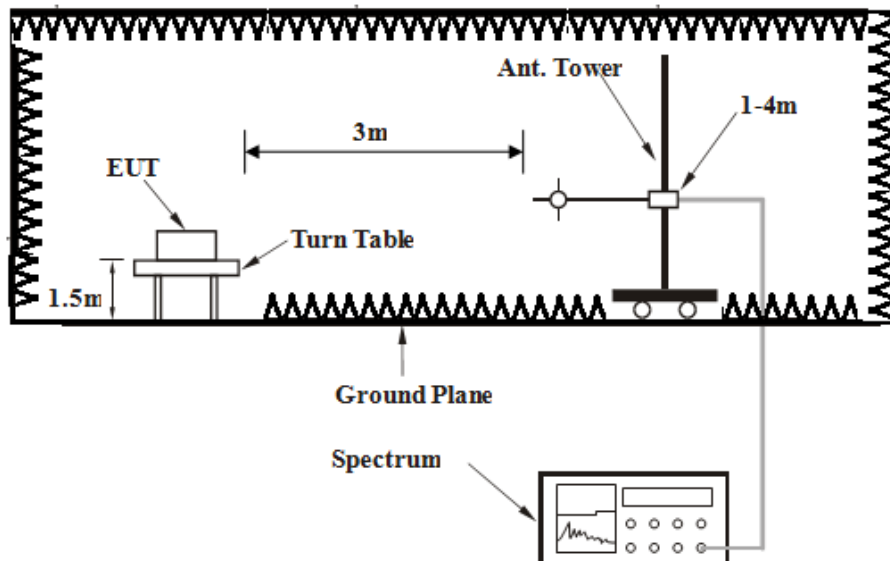 Ant. Tower
1-4m
3m
EUT
Turn Table
1.5m
Ground Plane
Spectrum